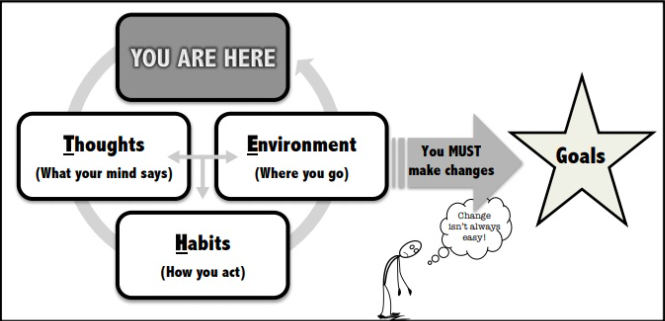 YOU ARE HERE
Thoughts
(What your mind says)
Environment
(Where you go)
Habits
(How you act)
You MUST
make changes
Goals
Change
isn't always
easy!